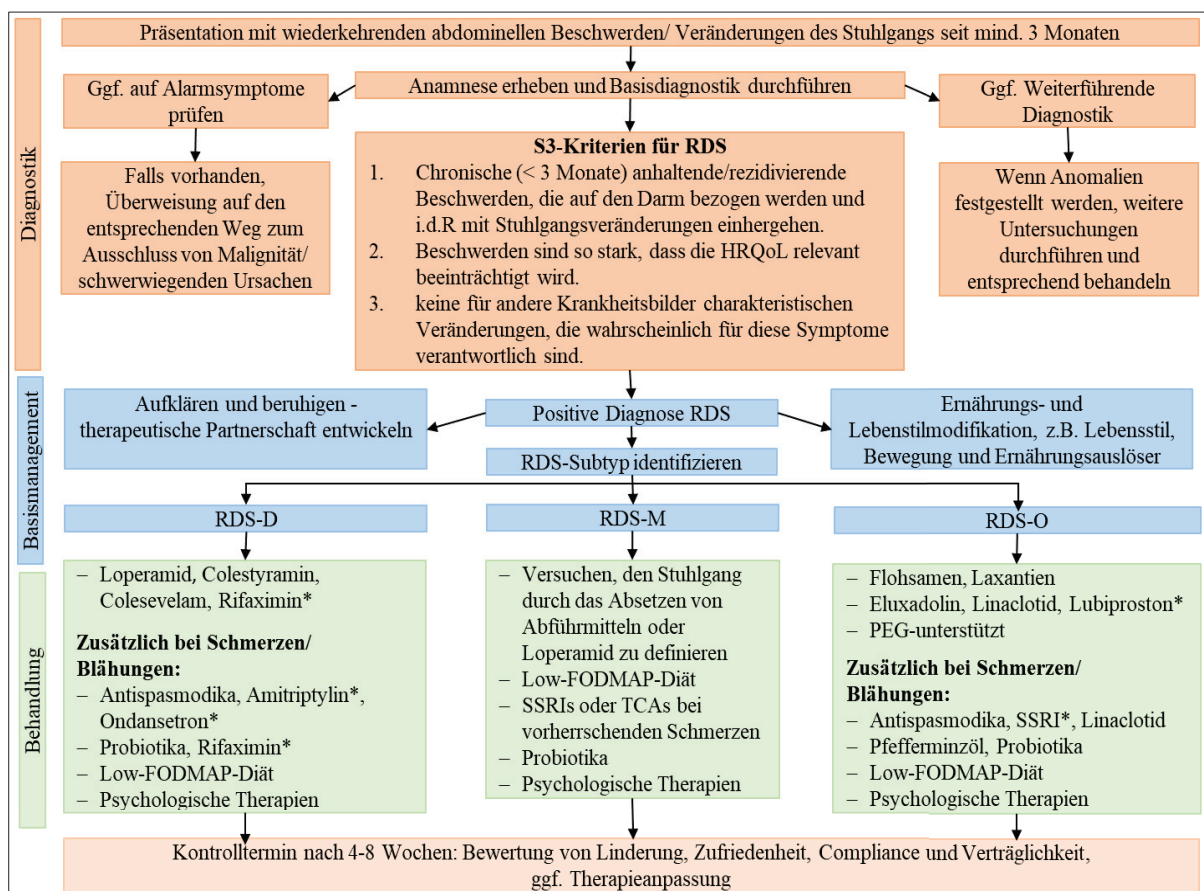 Präsentation mit wiederkehrenden abdominellen Beschwerden/ Veränderungen des Stuhlgangs seit mind. 3 Monaten
Diagnostik
Ggf. auf Alarmsymptome
prüfen
Anamnese erheben und Basisdiagnostik durchführen
Ggf. Weiterführende
Diagnostik
Falls vorhanden,
Überweisung auf den
entsprechenden Weg zum
Ausschluss von Malignität/
schwerwiegenden Ursachen
S3-Kriterien für RDS
1. Chronische (< 3 Monate) anhaltende/rezidivierende
Beschwerden, die auf den Darm bezogen werden und
i.d.R mit Stuhlgangsveränderungen einhergehen.
2. Beschwerden sind so stark, dass die HRQoL relevant
beeinträchtigt wird.
3. keine für andere Krankheitsbilder charakteristischen
Veränderungen, die wahrscheinlich für diese Symptome
verantwortlich sind.
Wenn Anomalien
festgestellt werden, weitere
Untersuchungen
durchführen und
entsprechend behandeln
Basismanagement
Aufklären und beruhigen -
therapeutische Partnerschaft entwickeln
Positive Diagnose RDS
Ernährungs- und
Lebenstilmodifikation, z.B. Lebensstil,
Bewegung und Ernährungsauslöser
RDS-Subtyp identifizieren
RDS-D
RDS-M
RDS-O
Behandlung
– Loperamid, Colestyramin,
Colesevelam, Rifaximin*
Zusätzlich bei Schmerzen/
Blähungen:
– Antispasmodika, Amitriptylin*,
Ondansetron*
– Probiotika, Rifaximin*
– Low-FODMAP-Diät
– Psychologische Therapien
– Versuchen, den Stuhlgang
durch das Absetzen von
Abführmitteln oder
Loperamid zu definieren
– Low-FODMAP-Diät
– SSRIs oder TCAs bei
vorherrschenden Schmerzen
– Probiotika
– Psychologische Therapien
– Flohsamen, Laxantien
– Eluxadolin, Linaclotid, Lubiproston*
– PEG-unterstützt
Zusätzlich bei Schmerzen/
Blähungen:
– Antispasmodika, SSRI*, Linaclotid
– Pfefferminzöl, Probiotika
– Low-FODMAP-Diät
– Psychologische Therapien
Kontrolltermin nach 4-8 Wochen: Bewertung von Linderung, Zufriedenheit, Compliance und Verträglichkeit,
ggf. Therapieanpassung